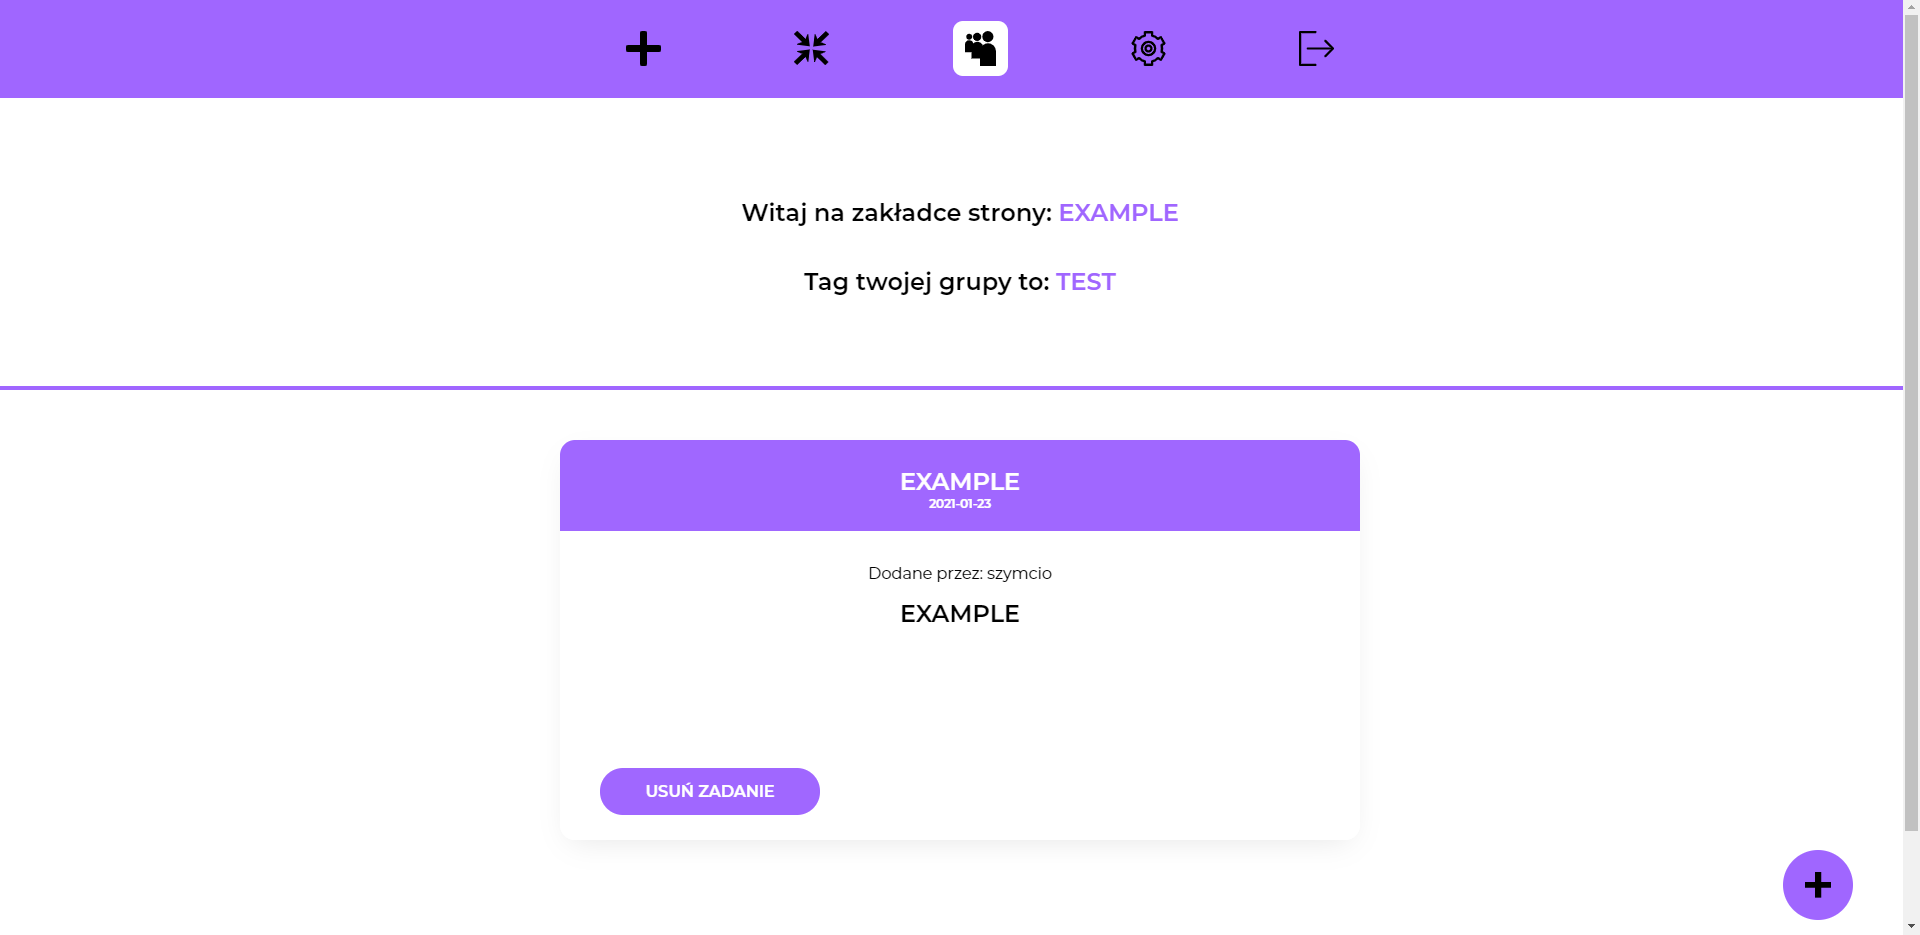 Witaj na zakładce strony: EXAMPLE
Tag twojej grupy to: TEST
EXAMPLE
2021-01-23
Dodane przez: szymcio
EXAMPLE
USUŃ ZADANIE